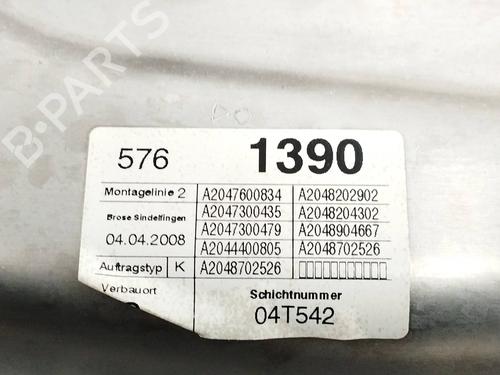 B-PARTS
576 1390
Montagelinie 2 A2047600834 A2048202902
Brose Sindelfingen A2047300435 A2048204302
04.04.2008 A2047300479 A2048904667
A2044400805 A2048702526
Auftragstyp K A2048702526
Verbauort Schichtnummer
04T542